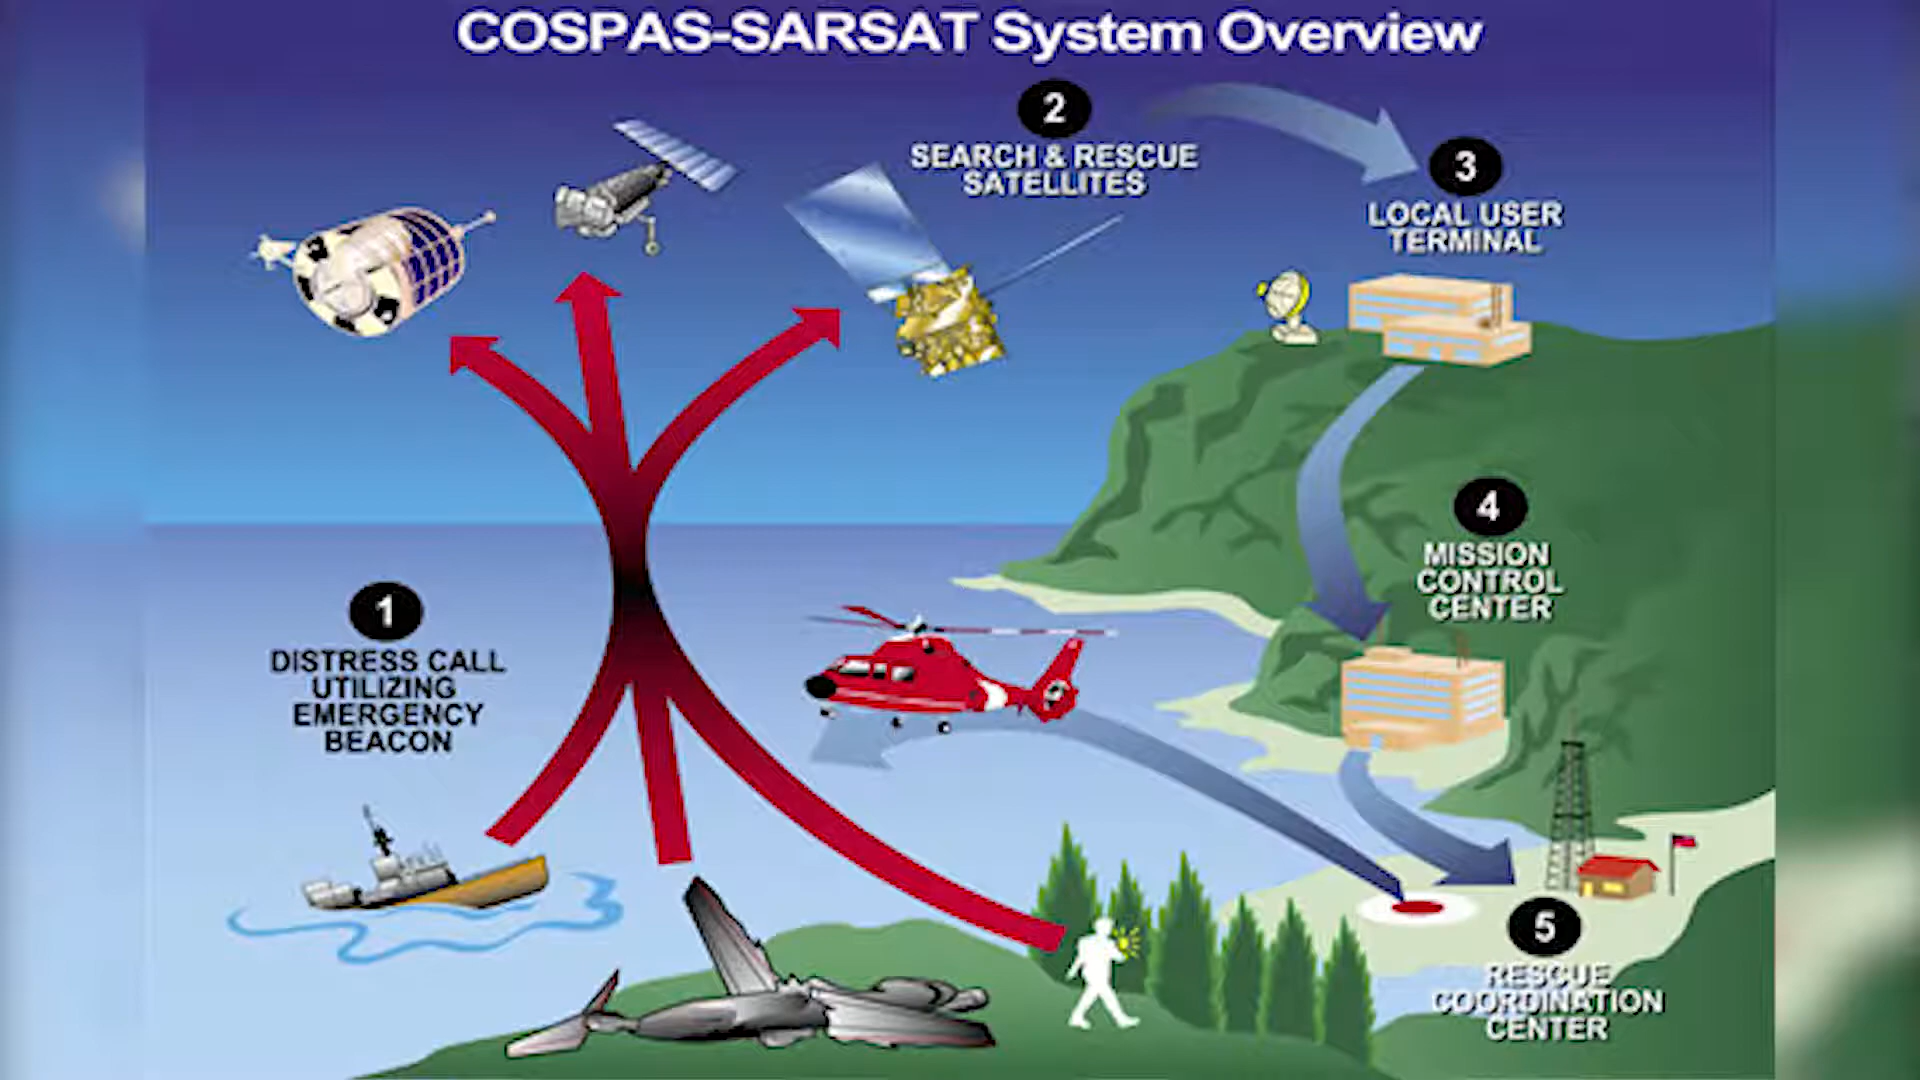 COSPAS-SARSAT System Overview
2
SEARCH & RESCUE
SATELLITES
3
LOCAL USER
TERMINAL
4
MISSION
CONTROL
CENTER
1
DISTRESS CALL
UTILIZING
EMERGENCY
BEACON
5
RESCUE
COORDINATION
CENTER